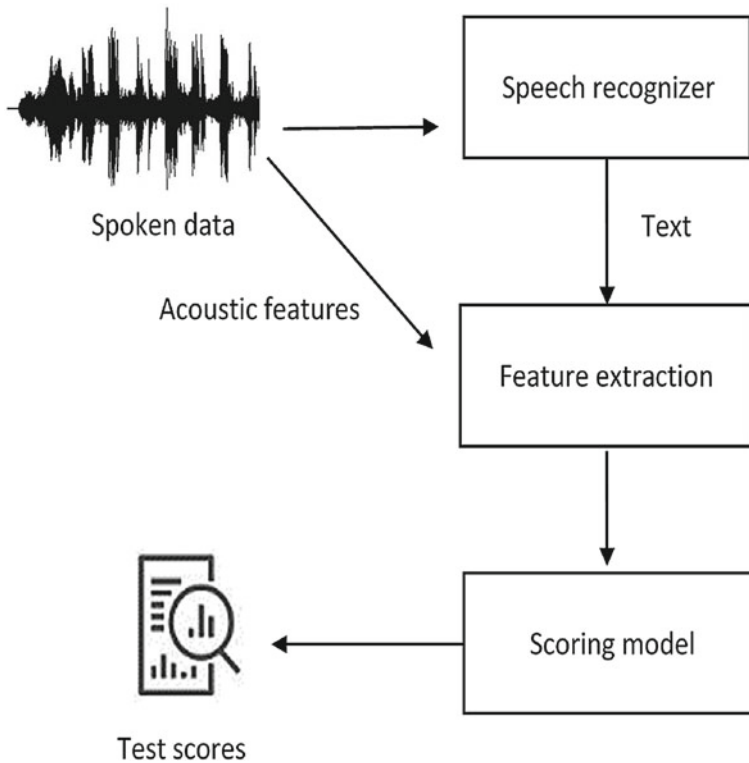 Speech recognizer
Spoken data
Text
Acoustic features
Feature extraction
Scoring model
Test scores